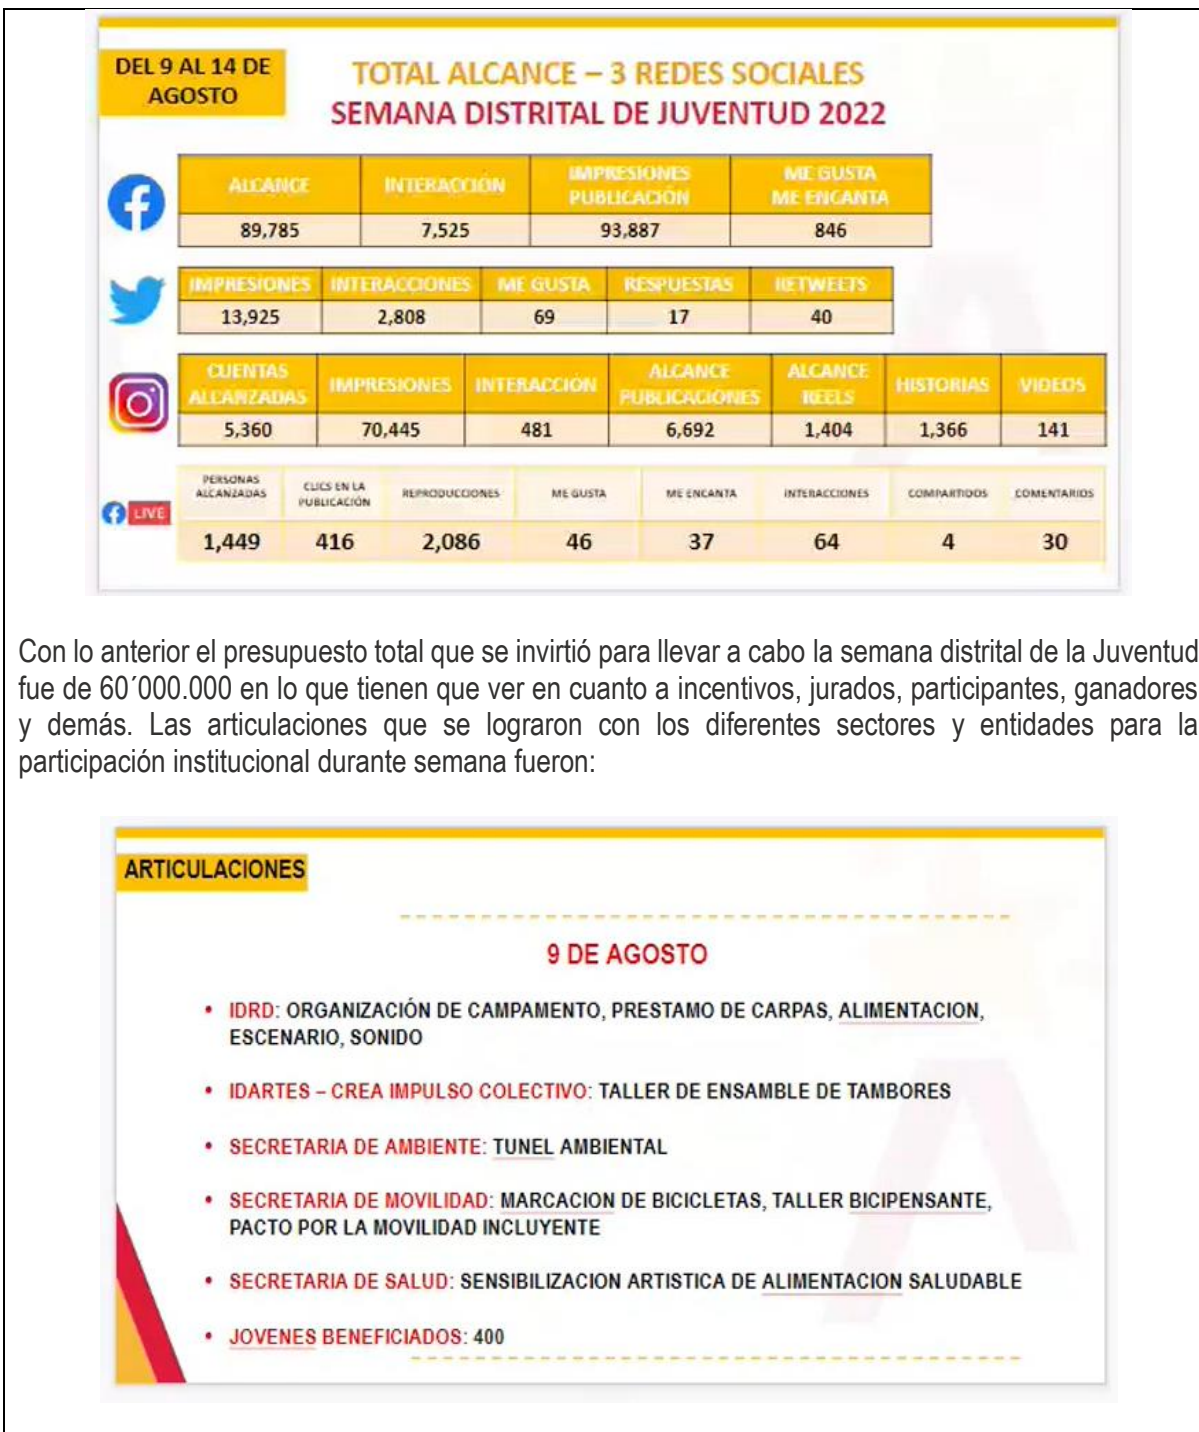 DEL 9 AL 14 DE
AGOSTO
TOTAL ALCANCE – 3 REDES SOCIALES
SEMANA DISTRITAL DE JUVENTUD 2022
ALCANCE INTERACCIÓN IMPRESIONES PUBLICACIÓN ME GUSTA ME ENCANTA
89,785 7,525 93,887 846
IMPRESIONES INTERACCIONES ME GUSTA RESPUESTAS RETWEETS
13,925 2,808 69 17 40
CUENTAS ALCANZADAS IMPRESIONES INTERACCIÓN ALCANCE PUBLICACIONES ALCANCE REELS HISTORIAS VIDEOS
5,360 70,445 481 6,692 1,404 1,366 141
LIVE
PERSONAS ALCANZADAS CLICS EN LA PUBLICACIÓN REPRODUCCIONES ME GUSTA ME ENCANTA INTERACCIONES COMPARTIDOS COMENTARIOS
1,449 416 2,086 46 37 64 4 30
Con lo anterior el presupuesto total que se invirtió para llevar a cabo la semana distrital de la Juventud
fue de 60´000.000 en lo que tienen que ver en cuanto a incentivos, jurados, participantes, ganadores
y demás. Las articulaciones que se lograron con los diferentes sectores y entidades para la
participación institucional durante semana fueron:
ARTICULACIONES
9 DE AGOSTO
• IDRD: ORGANIZACIÓN DE CAMPAMENTO, PRESTAMO DE CARPAS, ALIMENTACION,
ESCENARIO, SONIDO
• IDARTES – CREA IMPULSO COLECTIVO: TALLER DE ENSAMBLE DE TAMBORES
• SECRETARIA DE AMBIENTE: TUNEL AMBIENTAL
• SECRETARIA DE MOVILIDAD: MARCACION DE BICICLETAS, TALLER BICIPENSANTE,
PACTO POR LA MOVILIDAD INCLUYENTE
• SECRETARIA DE SALUD: SENSIBILIZACION ARTISTICA DE ALIMENTACION SALUDABLE
• JOVENES BENEFICIADOS: 400